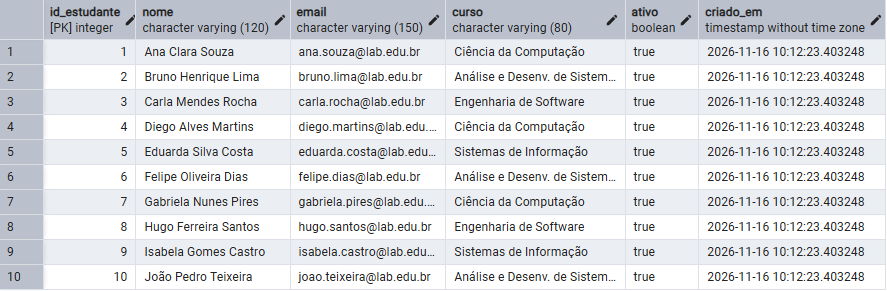 id_estudante nome email curso ativo criado_em
[PK] integer character varying (120) character varying (150) character varying (80) boolean timestamp without time zone
1 1 Ana Clara Souza ana.souza@lab.edu.br Ciência da Computação true 2026-11-16 10:12:23.403248
2 2 Bruno Henrique Lima bruno.lima@lab.edu.br Análise e Desenv. de Sistem... true 2026-11-16 10:12:23.403248
3 3 Carla Mendes Rocha carla.rocha@lab.edu.br Engenharia de Software true 2026-11-16 10:12:23.403248
4 4 Diego Alves Martins diego.martins@lab.edu.... Ciência da Computação true 2026-11-16 10:12:23.403248
5 5 Eduarda Silva Costa eduarda.costa@lab.edu... Sistemas de Informação true 2026-11-16 10:12:23.403248
6 6 Felipe Oliveira Dias felipe.dias@lab.edu.br Análise e Desenv. de Sistem... true 2026-11-16 10:12:23.403248
7 7 Gabriela Nunes Pires gabriela.pires@lab.edu... Ciência da Computação true 2026-11-16 10:12:23.403248
8 8 Hugo Ferreira Santos hugo.santos@lab.edu.br Engenharia de Software true 2026-11-16 10:12:23.403248
9 9 Isabela Gomes Castro isabela.castro@lab.edu... Sistemas de Informação true 2026-11-16 10:12:23.403248
10 10 João Pedro Teixeira joao.teixeira@lab.edu.br Análise e Desenv. de Sistem... true 2026-11-16 10:12:23.403248